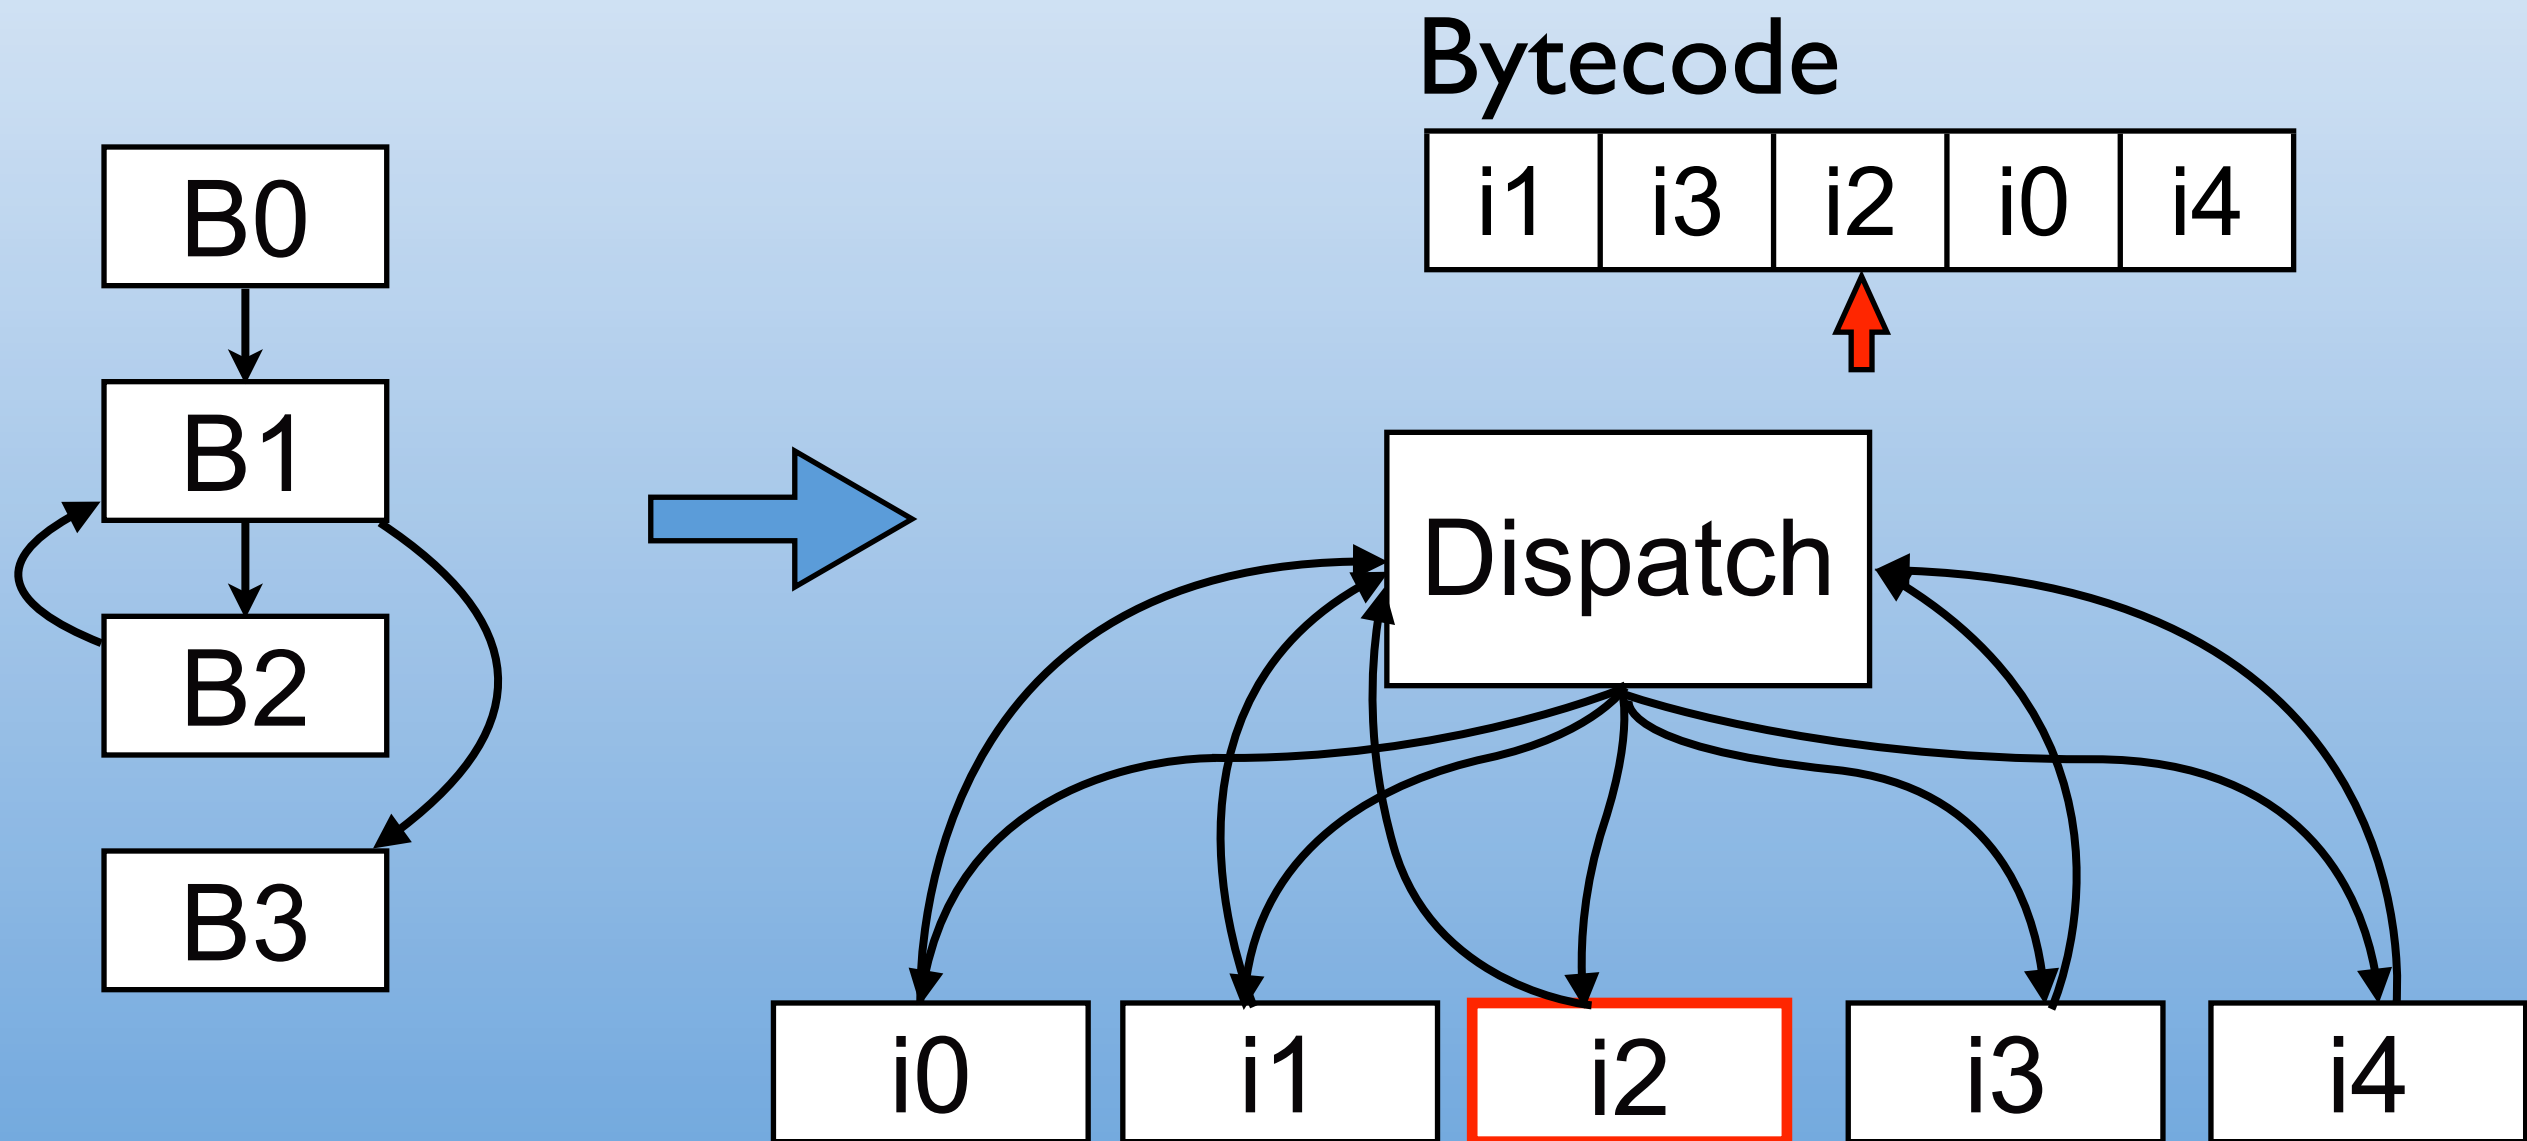 Bytecode
i1 i3 i2 i0 i4
B0
B1
B2
B3
Dispatch
i0 i1 i2 i3 i4